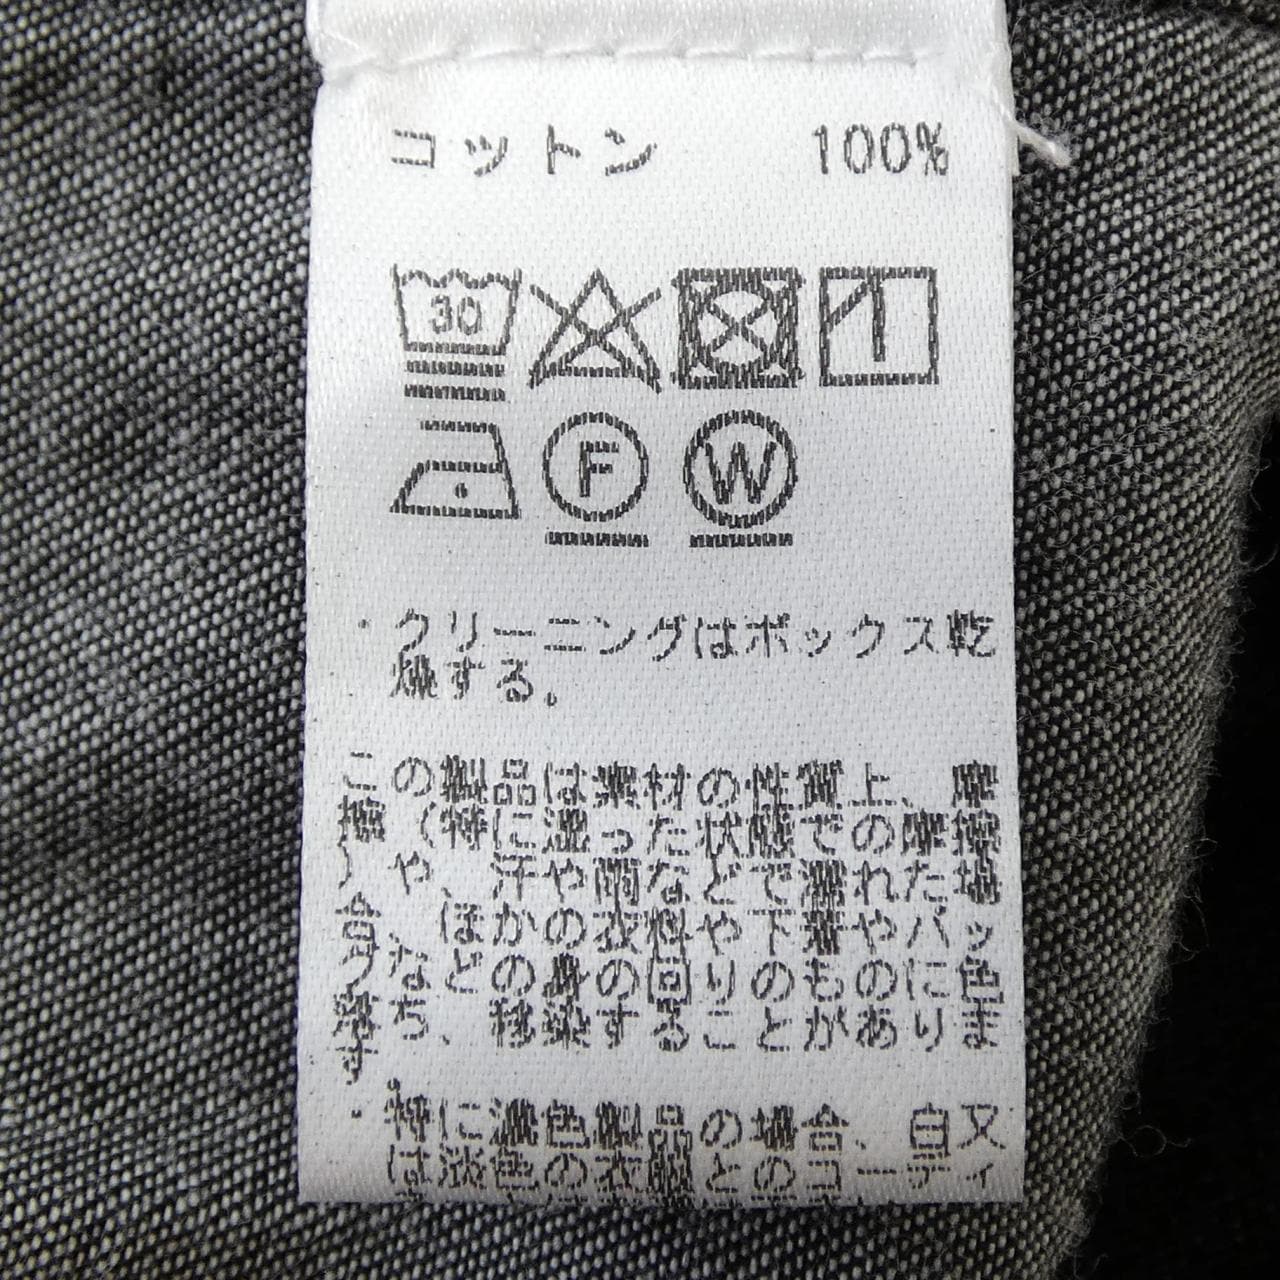 コットン 100%
30
F W
・クリーニングはボックス乾
燥する。
この製品は素材の性質上、摩
擦（特に湿った状態での摩擦
）や、汗や雨などで濡れた場
合、ほかの衣料や下着やバッ
グなどの身の回りのものに色
落ち、移染することがありま
す。
・特に濃色製品の場合、白又
は淡色の衣服とのコーディ